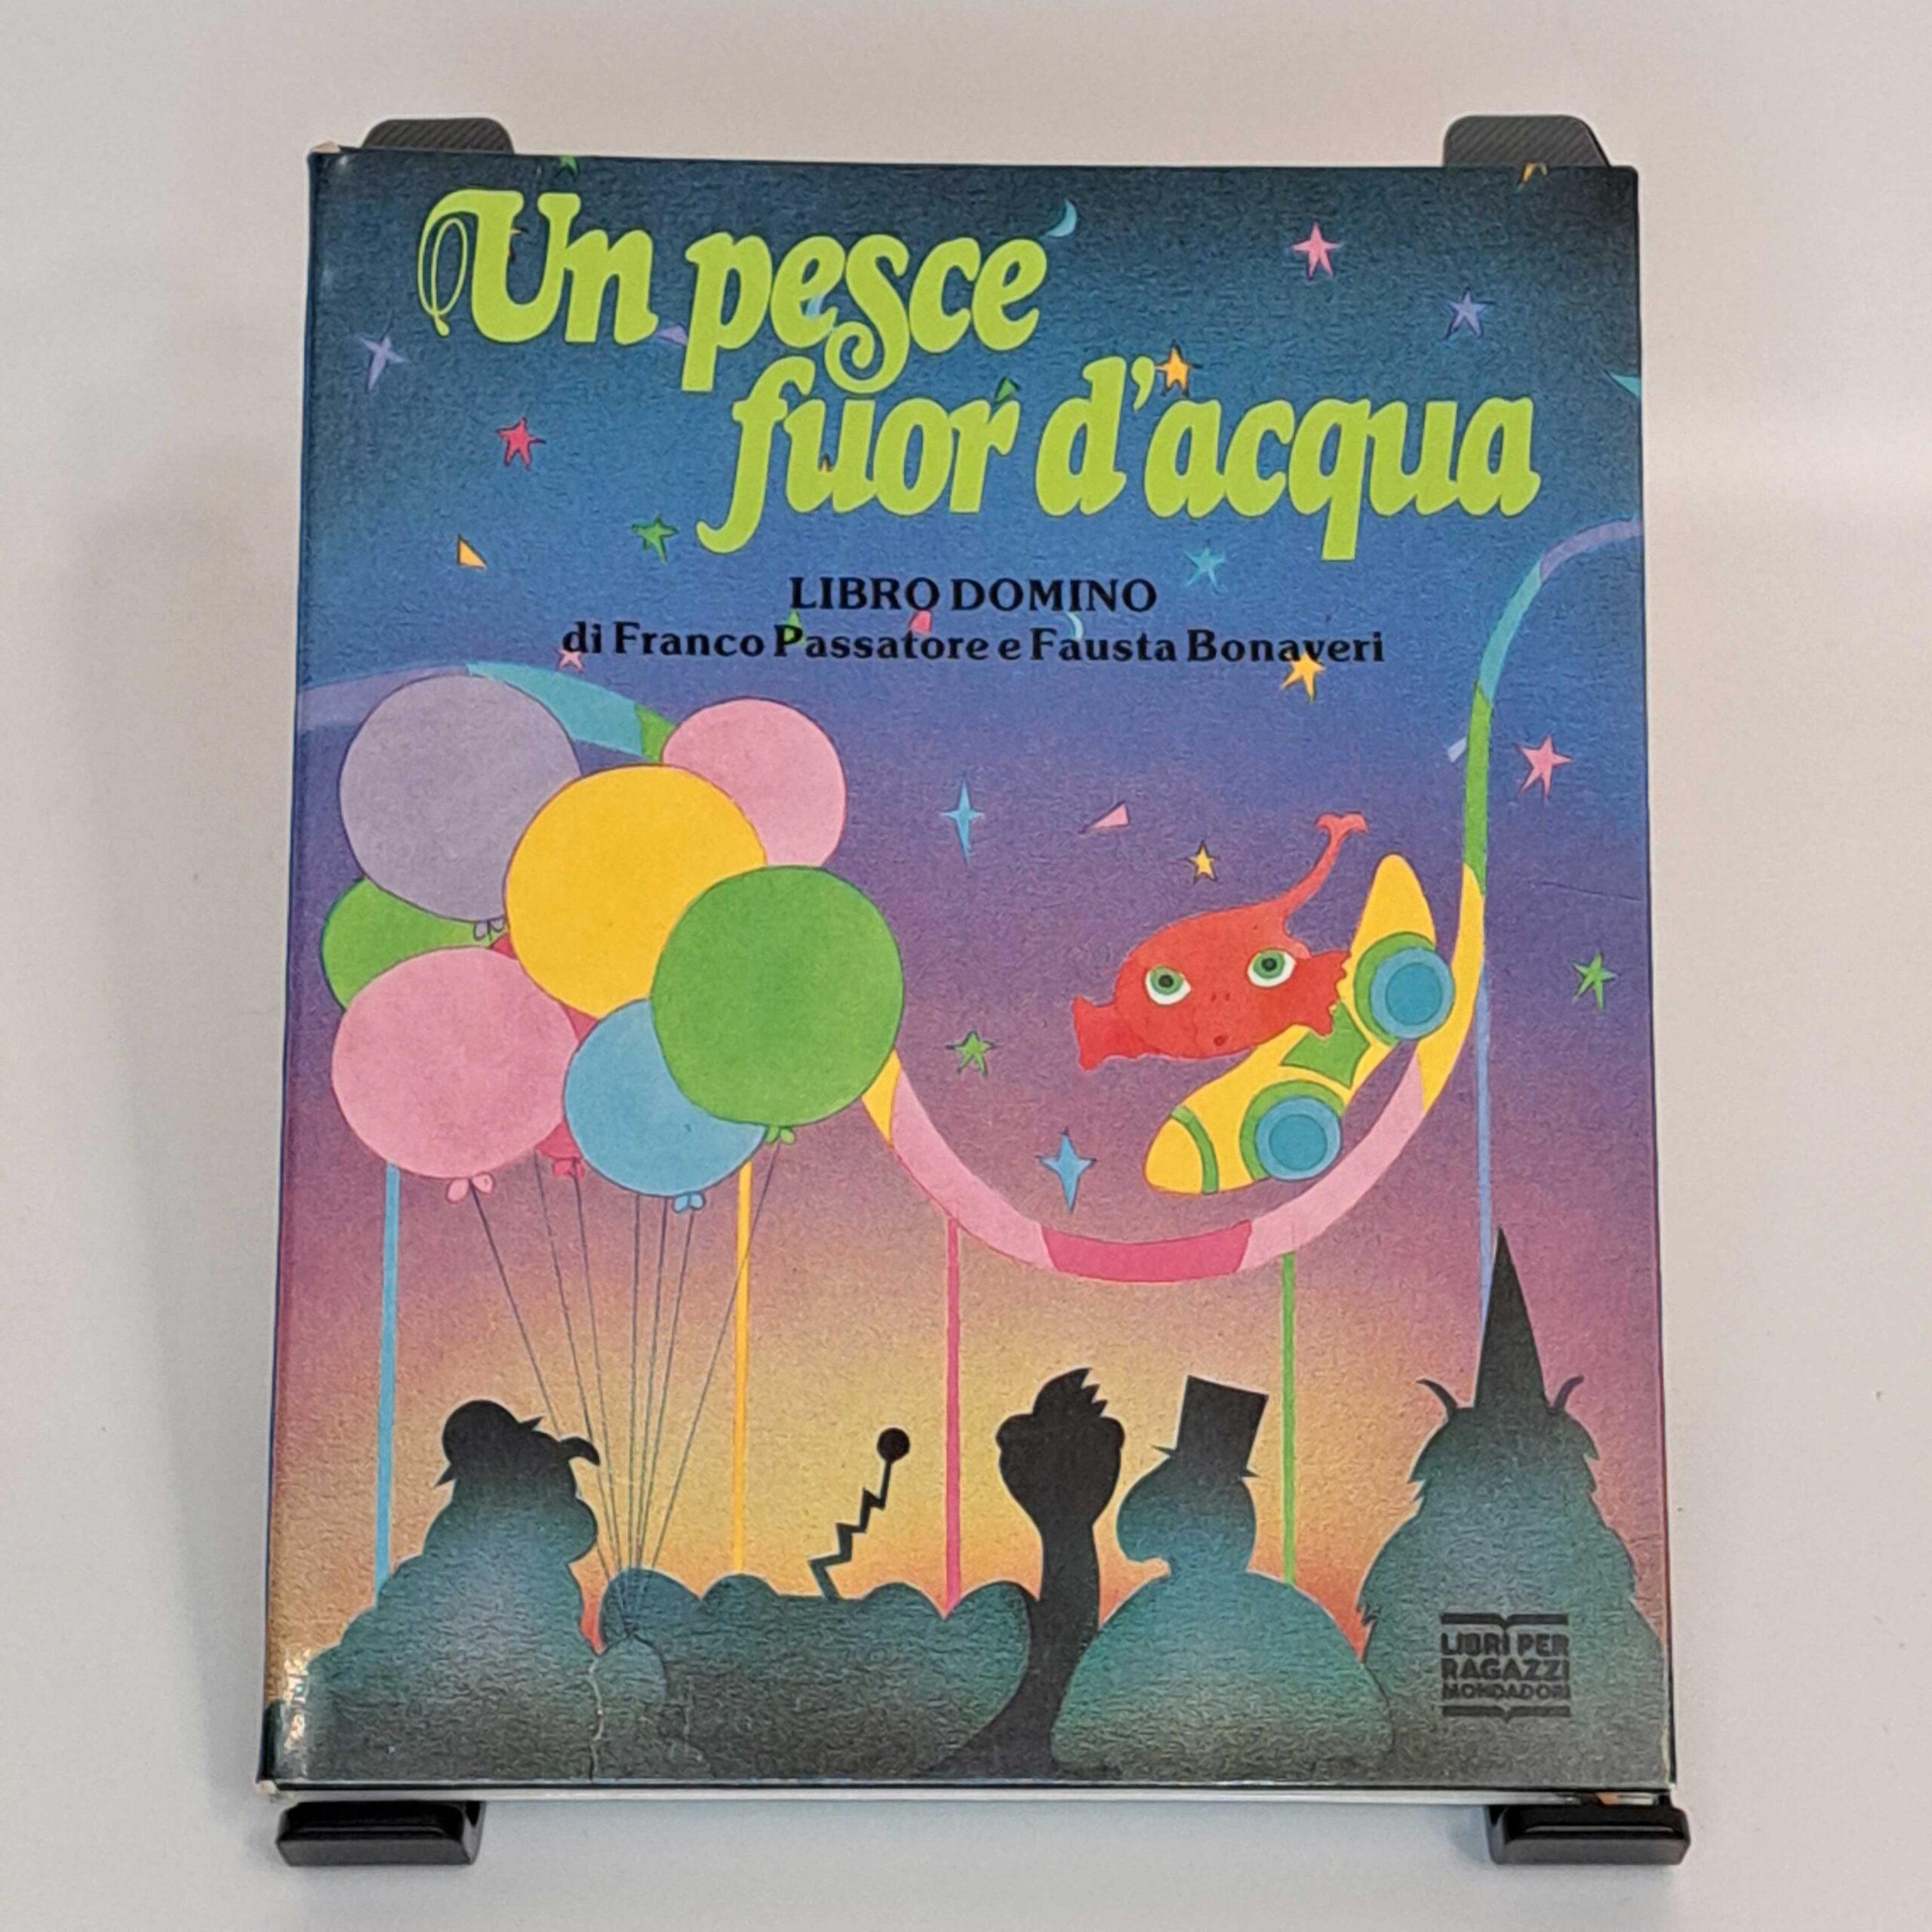 Un pesce
fuor d'acqua
LIBRO DOMINO
di Franco Passatore e Fausta Bonaveri
LIBRI PER
RAGAZZI
MONDADORI